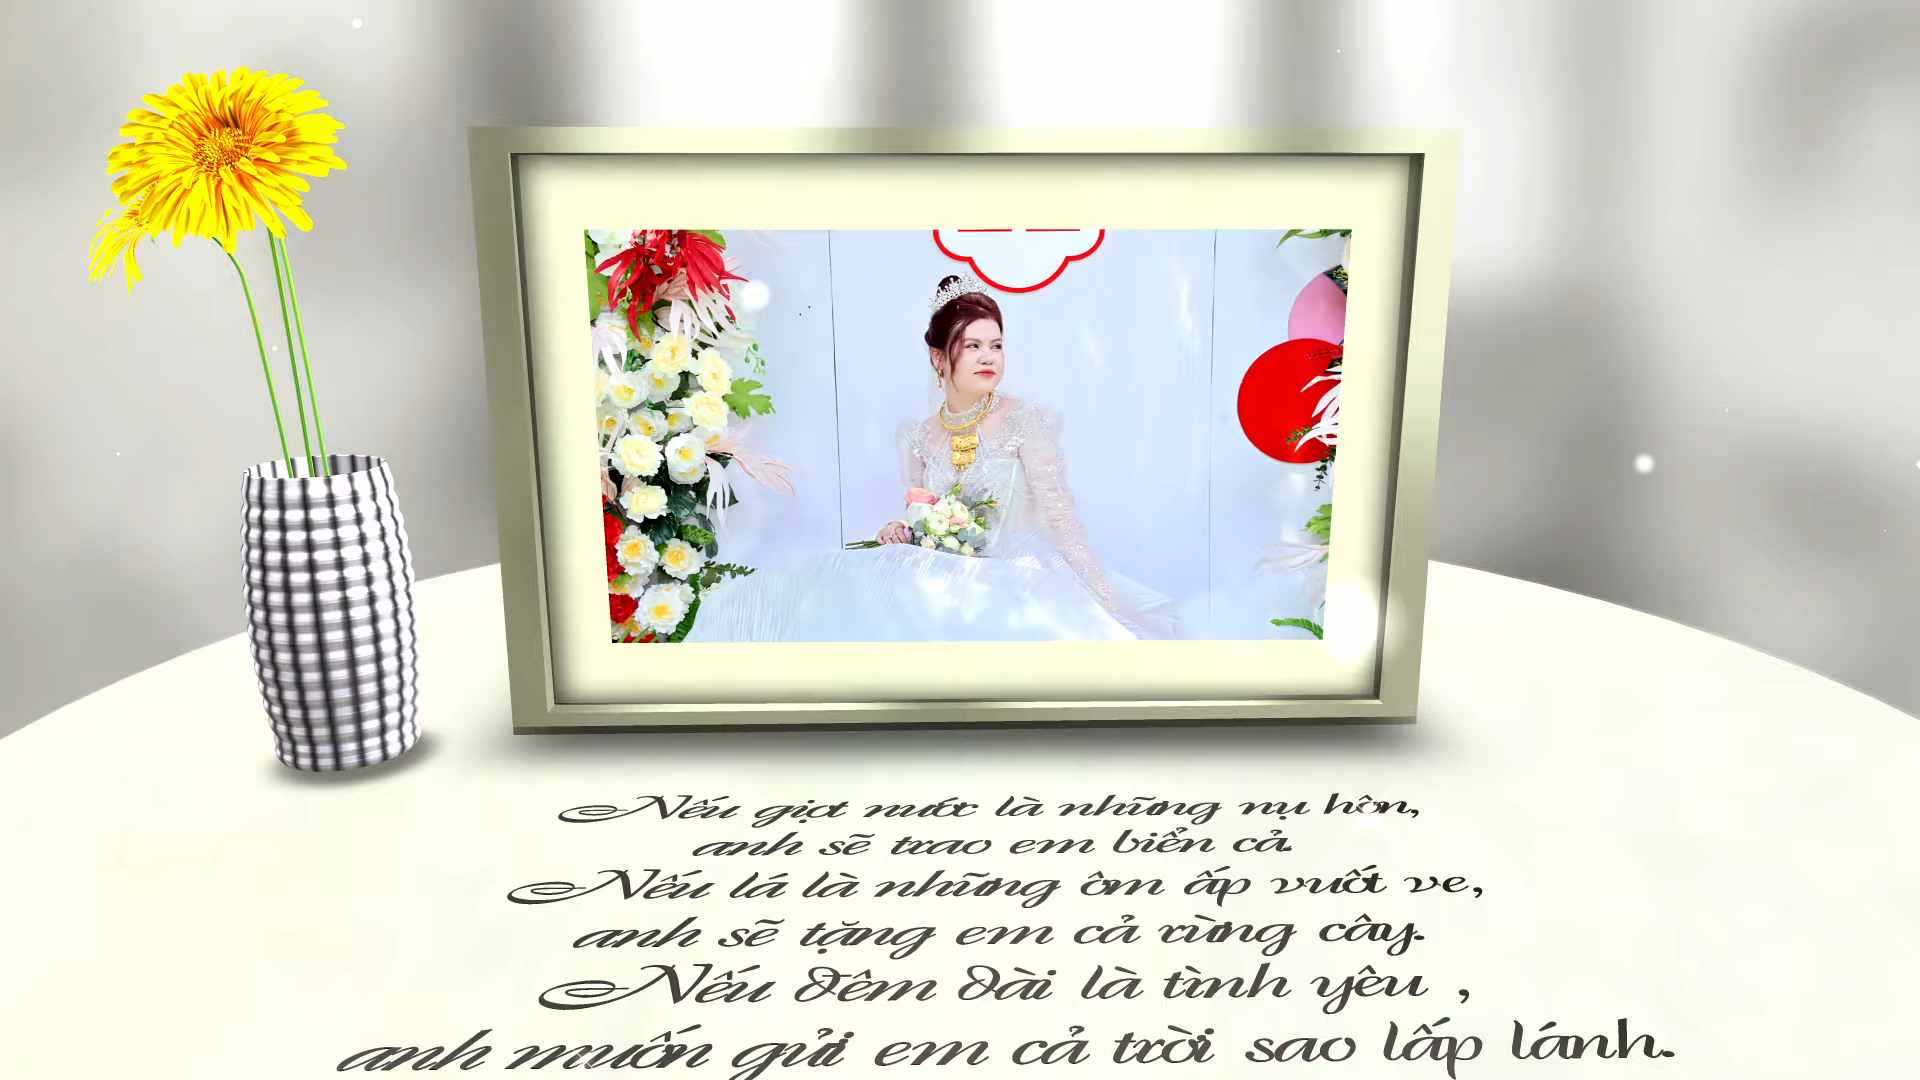 Nếu giọt nước là những nụ hôn,
anh sẽ trao em biển cả.
Nếu lá là những ôm ấp vuốt ve,
anh sẽ tặng em cả rừng cây.
Nếu đêm dài là tình yêu ,
anh muốn gửi em cả trời sao lấp lánh.